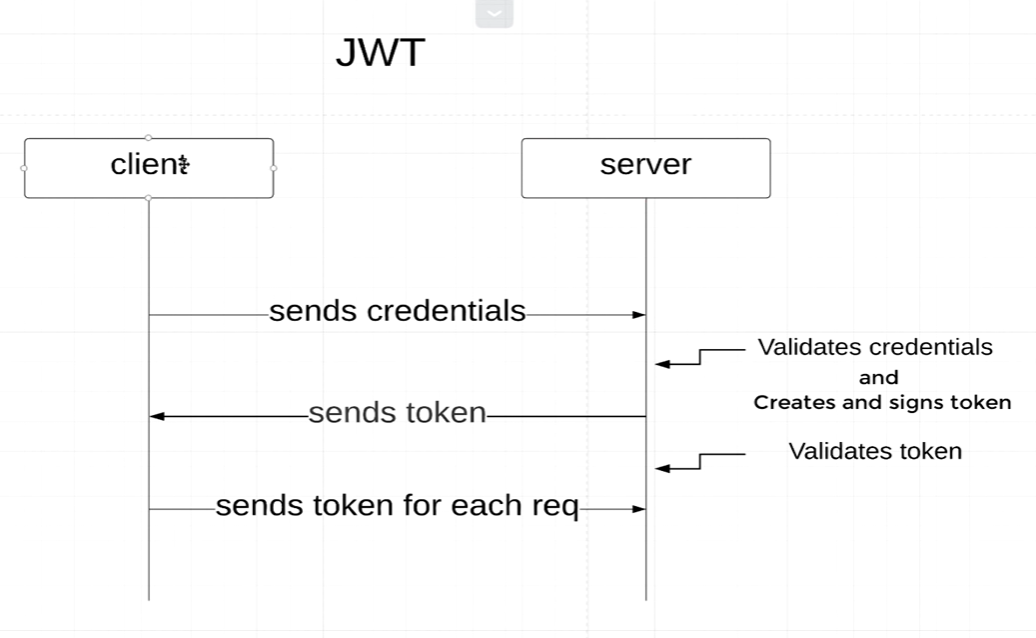 JWT
client
server
sends credentials
Validates credentials
and
Creates and signs token
sends token
Validates token
sends token for each req